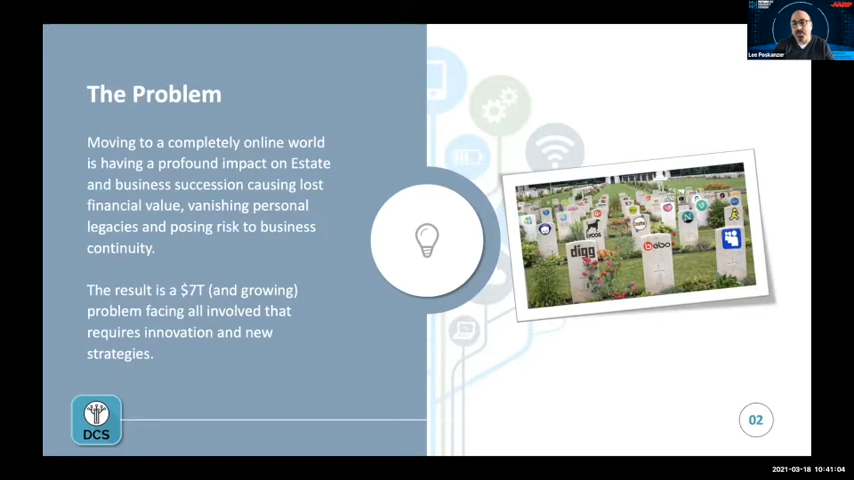 The Problem
Moving to a completely online world
is having a profound impact on Estate
and business succession causing lost
financial value, vanishing personal
legacies and posing risk to business
continuity.
The result is a $7T (and growing)
problem facing all involved that
requires innovation and new
strategies.
DCS
digg
bebo
LYCOS
02
AARP
Lee Poskanzer
2021-03-18 10:41:04